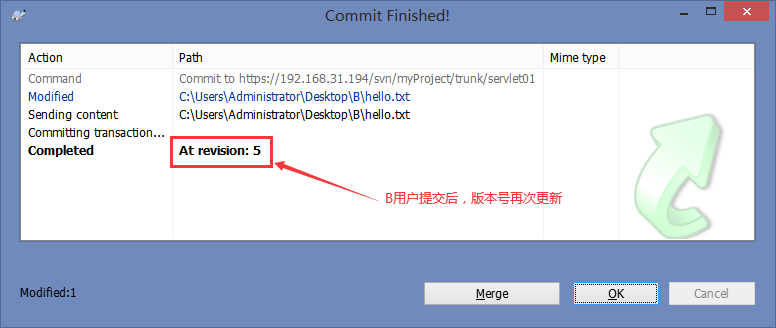 Commit Finished!
Action Path Mime type
Command Commit to https://192.168.31.194/svn/myProject/trunk/servlet01
Modified C:\Users\Administrator\Desktop\B\hello.txt
Sending content C:\Users\Administrator\Desktop\B\hello.txt
Committing transaction...
Completed At revision: 5
B用户提交后，版本号再次更新
Modified:1 Merge OK Cancel